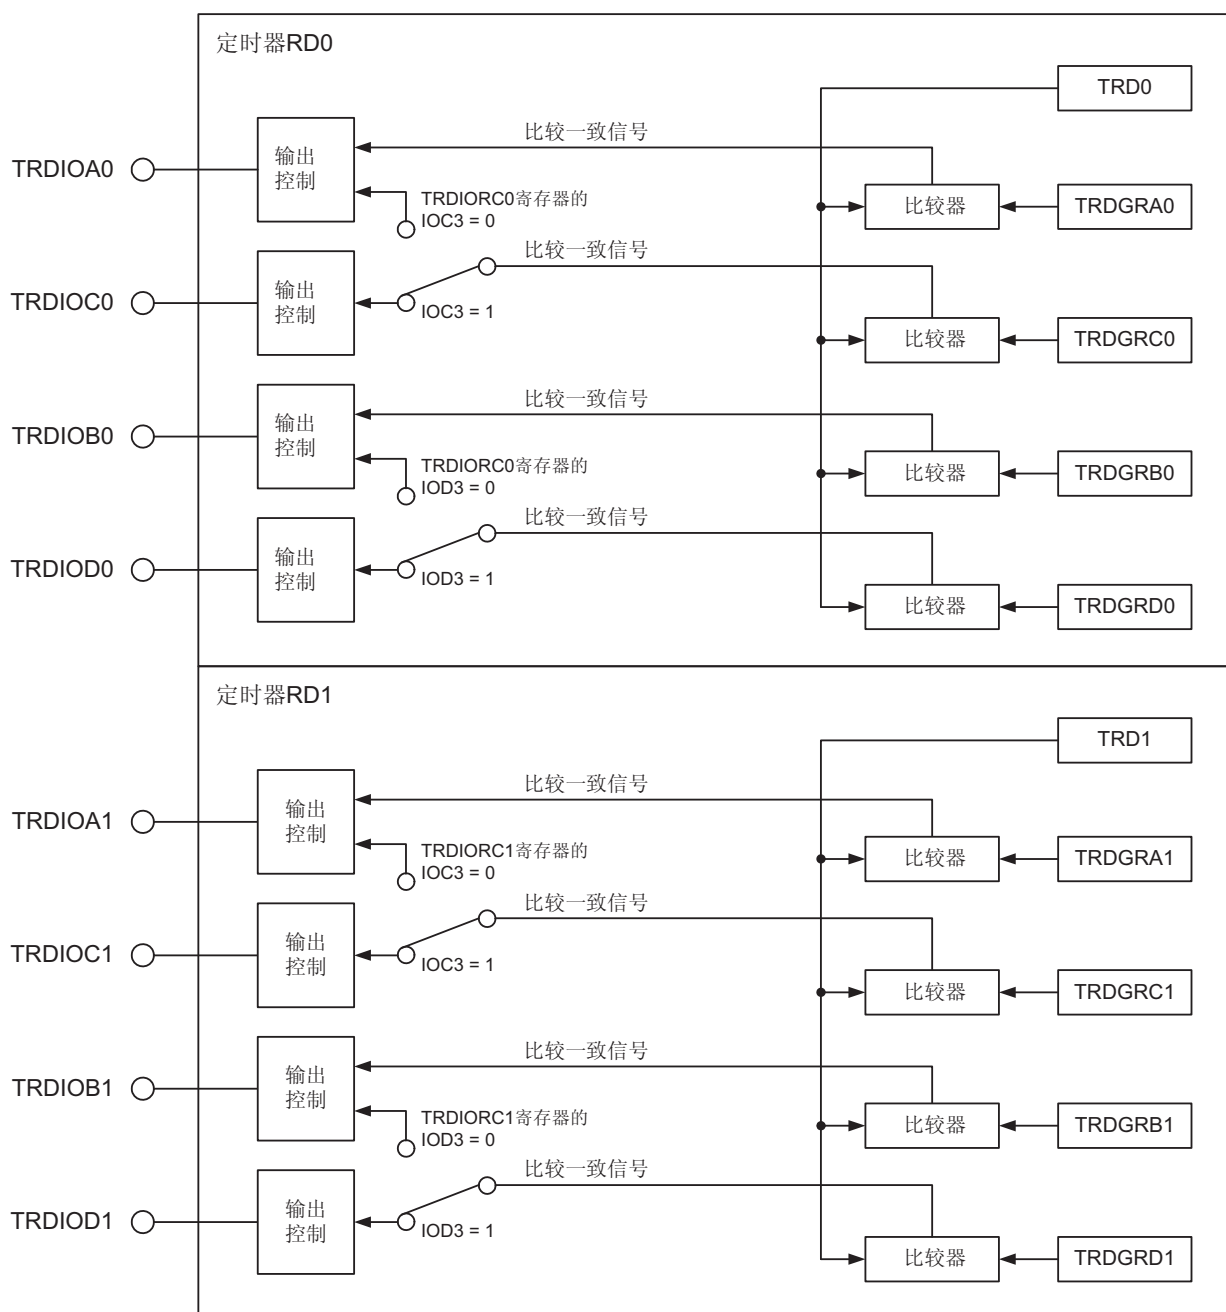 定时器RD0
TRD0
比较一致信号
TRDIOA0
输出
控制
TRDIORC0寄存器的
IOC3 = 0
比较器
TRDGRA0
比较一致信号
TRDIOC0
输出
控制
IOC3 = 1
比较器
TRDGRC0
比较一致信号
TRDIOB0
输出
控制
TRDIORC0寄存器的
IOD3 = 0
比较器
TRDGRB0
比较一致信号
TRDIOD0
输出
控制
IOD3 = 1
比较器
TRDGRD0
定时器RD1
TRD1
比较一致信号
TRDIOA1
输出
控制
TRDIORC1寄存器的
IOC3 = 0
比较器
TRDGRA1
比较一致信号
TRDIOC1
输出
控制
IOC3 = 1
比较器
TRDGRC1
比较一致信号
TRDIOB1
输出
控制
TRDIORC1寄存器的
IOD3 = 0
比较器
TRDGRB1
比较一致信号
TRDIOD1
输出
控制
IOD3 = 1
比较器
TRDGRD1